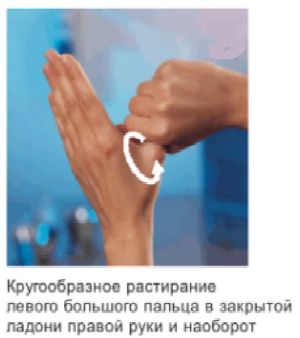 Кругообразное растирание
левого большого пальца в закрытой
ладони правой руки и наоборот